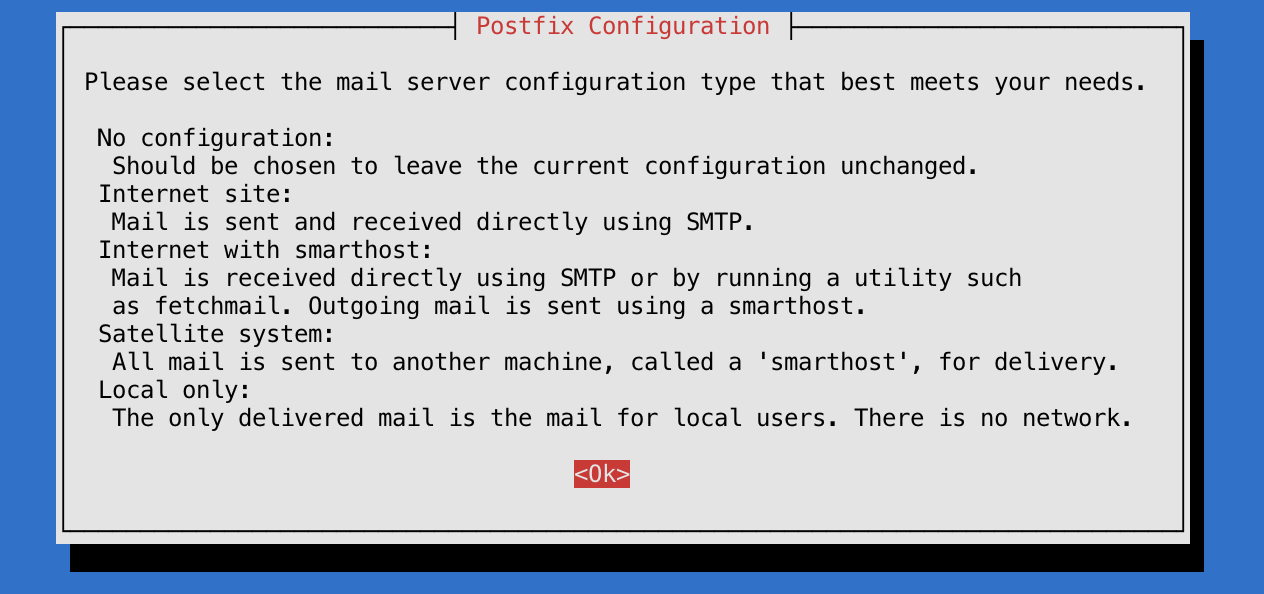 Postfix Configuration
Please select the mail server configuration type that best meets your needs.
No configuration:
Should be chosen to leave the current configuration unchanged.
Internet site:
Mail is sent and received directly using SMTP.
Internet with smarthost:
Mail is received directly using SMTP or by running a utility such
as fetchmail. Outgoing mail is sent using a smarthost.
Satellite system:
All mail is sent to another machine, called a 'smarthost', for delivery.
Local only:
The only delivered mail is the mail for local users. There is no network.
<Ok>